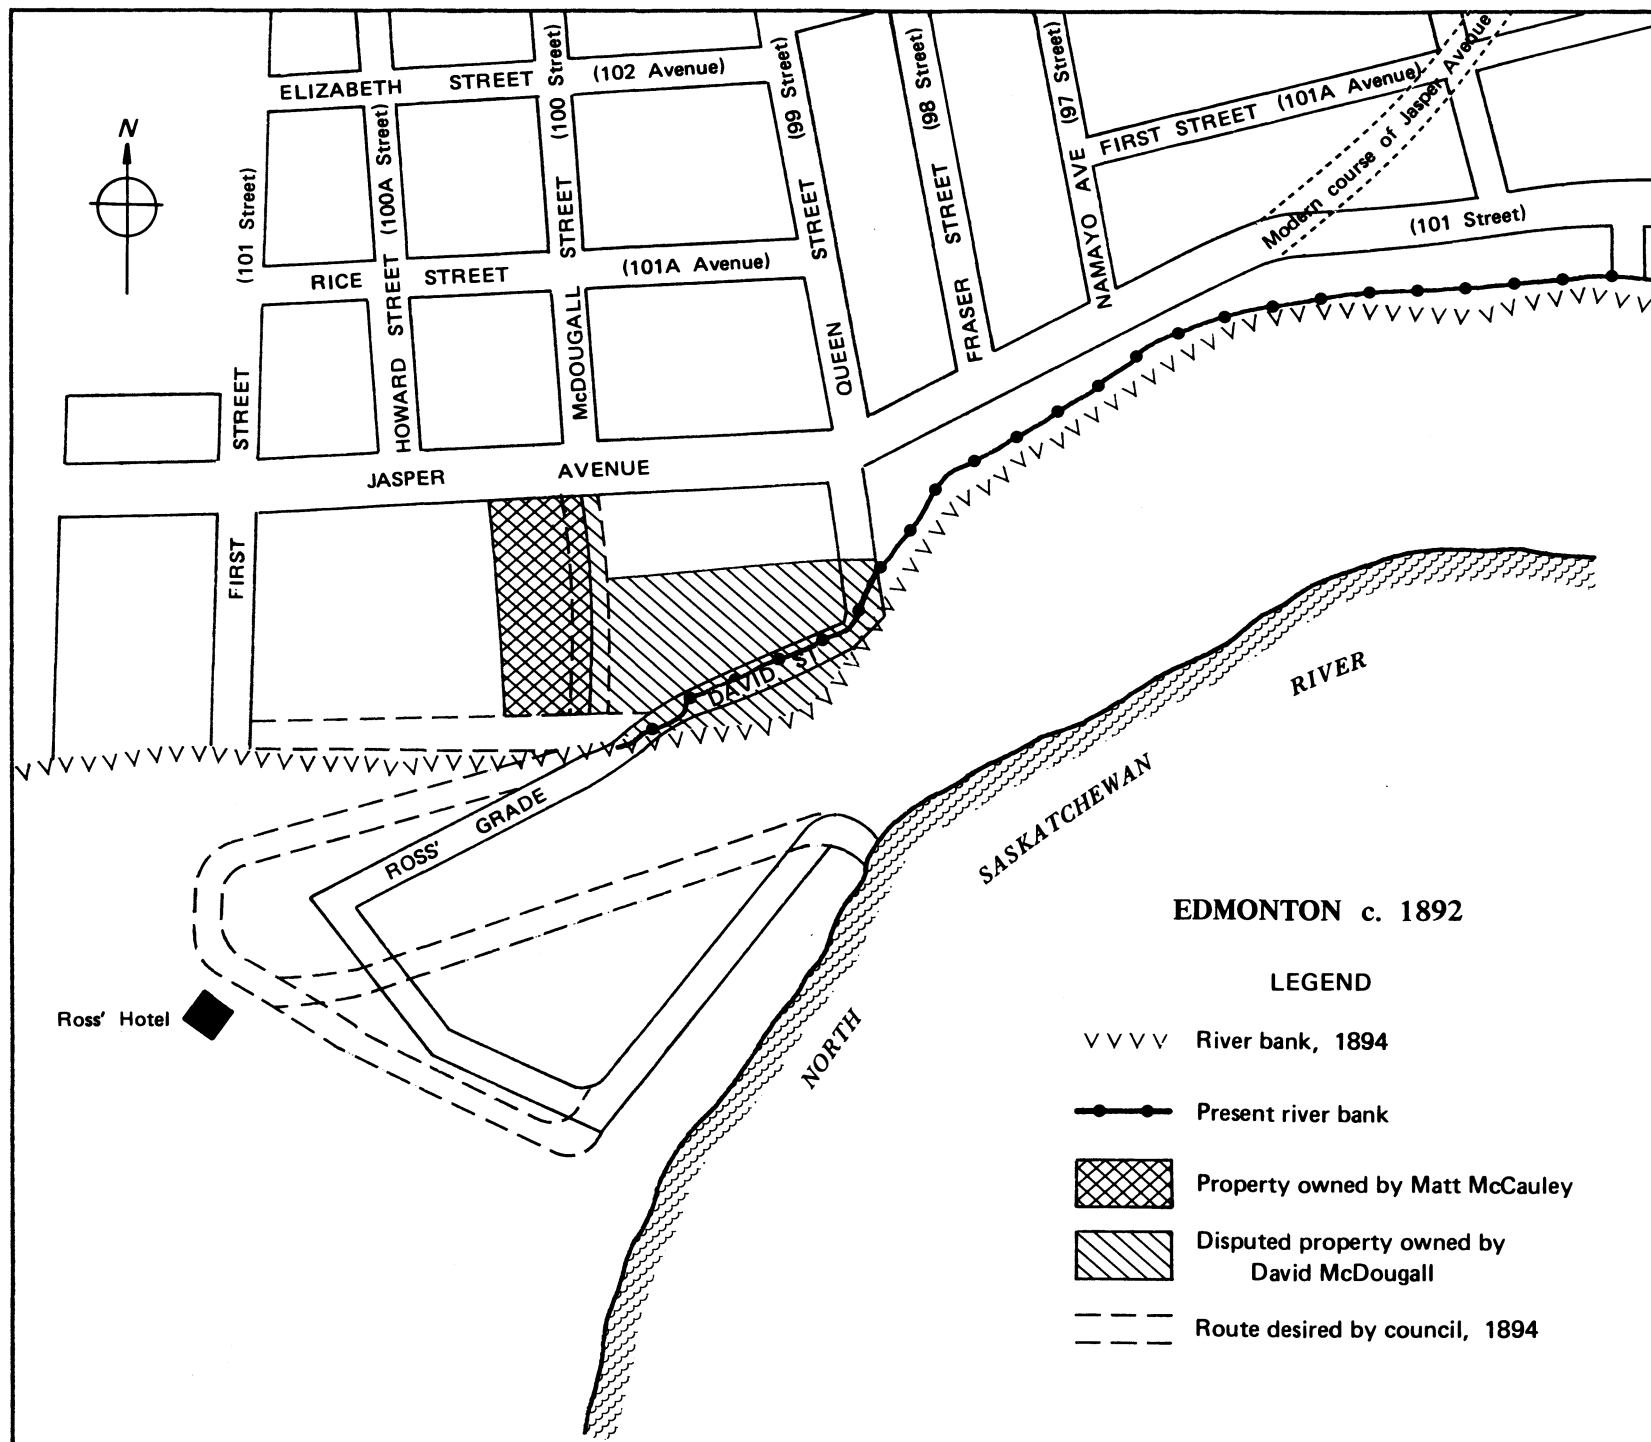 ELIZABETH STREET (102 Avenue)
N
(101 Street)
STREET
FIRST
HOWARD STREET (100A Street)
McDOUGALL STREET (100 Street)
QUEEN STREET (99 Street)
FRASER STREET (98 Street)
NAMAYO AVE (97 Street)
FIRST STREET (101A Avenue)
Modern course of Jasper Avenue
(101 Street)
RICE STREET (101A Avenue)
JASPER AVENUE
DAVID ST
ROSS' GRADE
Ross' Hotel
NORTH
SASKATCHEWAN
RIVER
EDMONTON c. 1892
LEGEND
River bank, 1894
Present river bank
Property owned by Matt McCauley
Disputed property owned by
David McDougall
Route desired by council, 1894